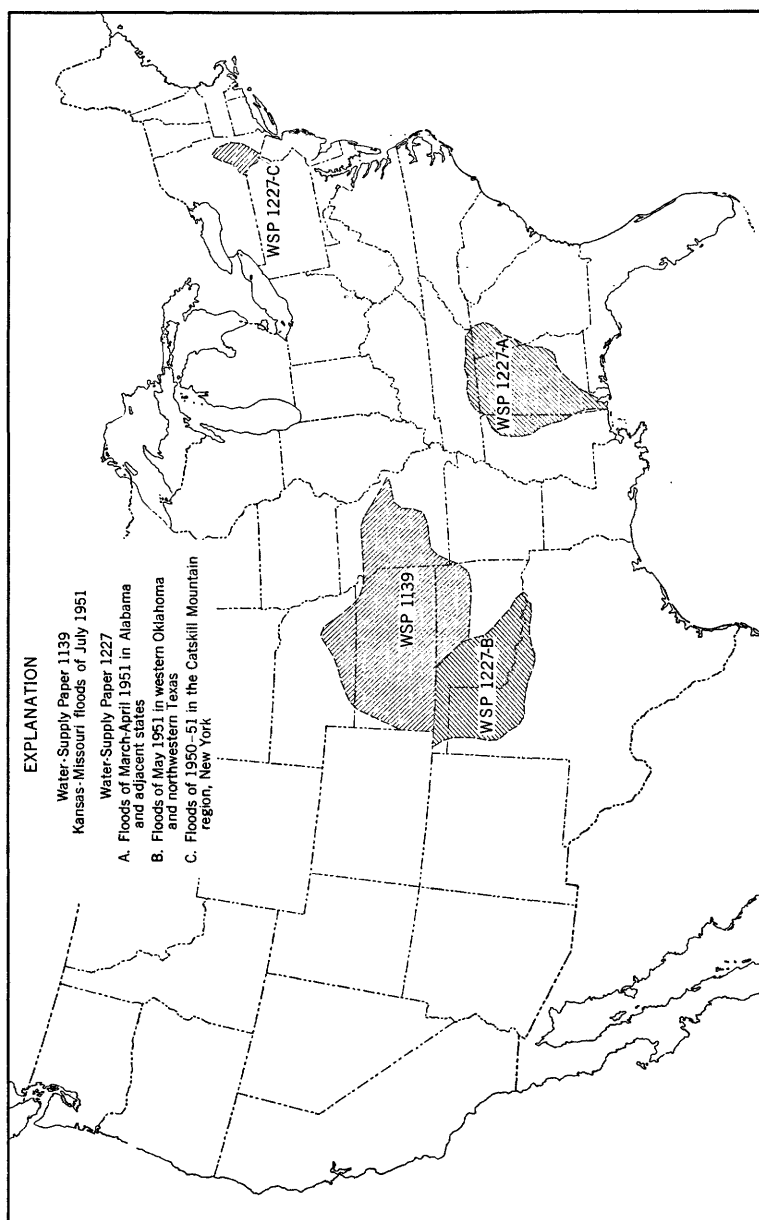 EXPLANATION
Water-Supply Paper 1139
Kansas-Missouri floods of July 1951
Water-Supply Paper 1227
A. Floods of March-April 1951 in Alabama
and adjacent states
B. Floods of May 1951 in western Oklahoma
and northwestern Texas
C. Floods of 1950-51 in the Catskill Mountain
region, New York
WSP 1227-C
WSP 1139
WSP 1227-A
WSP 1227-B